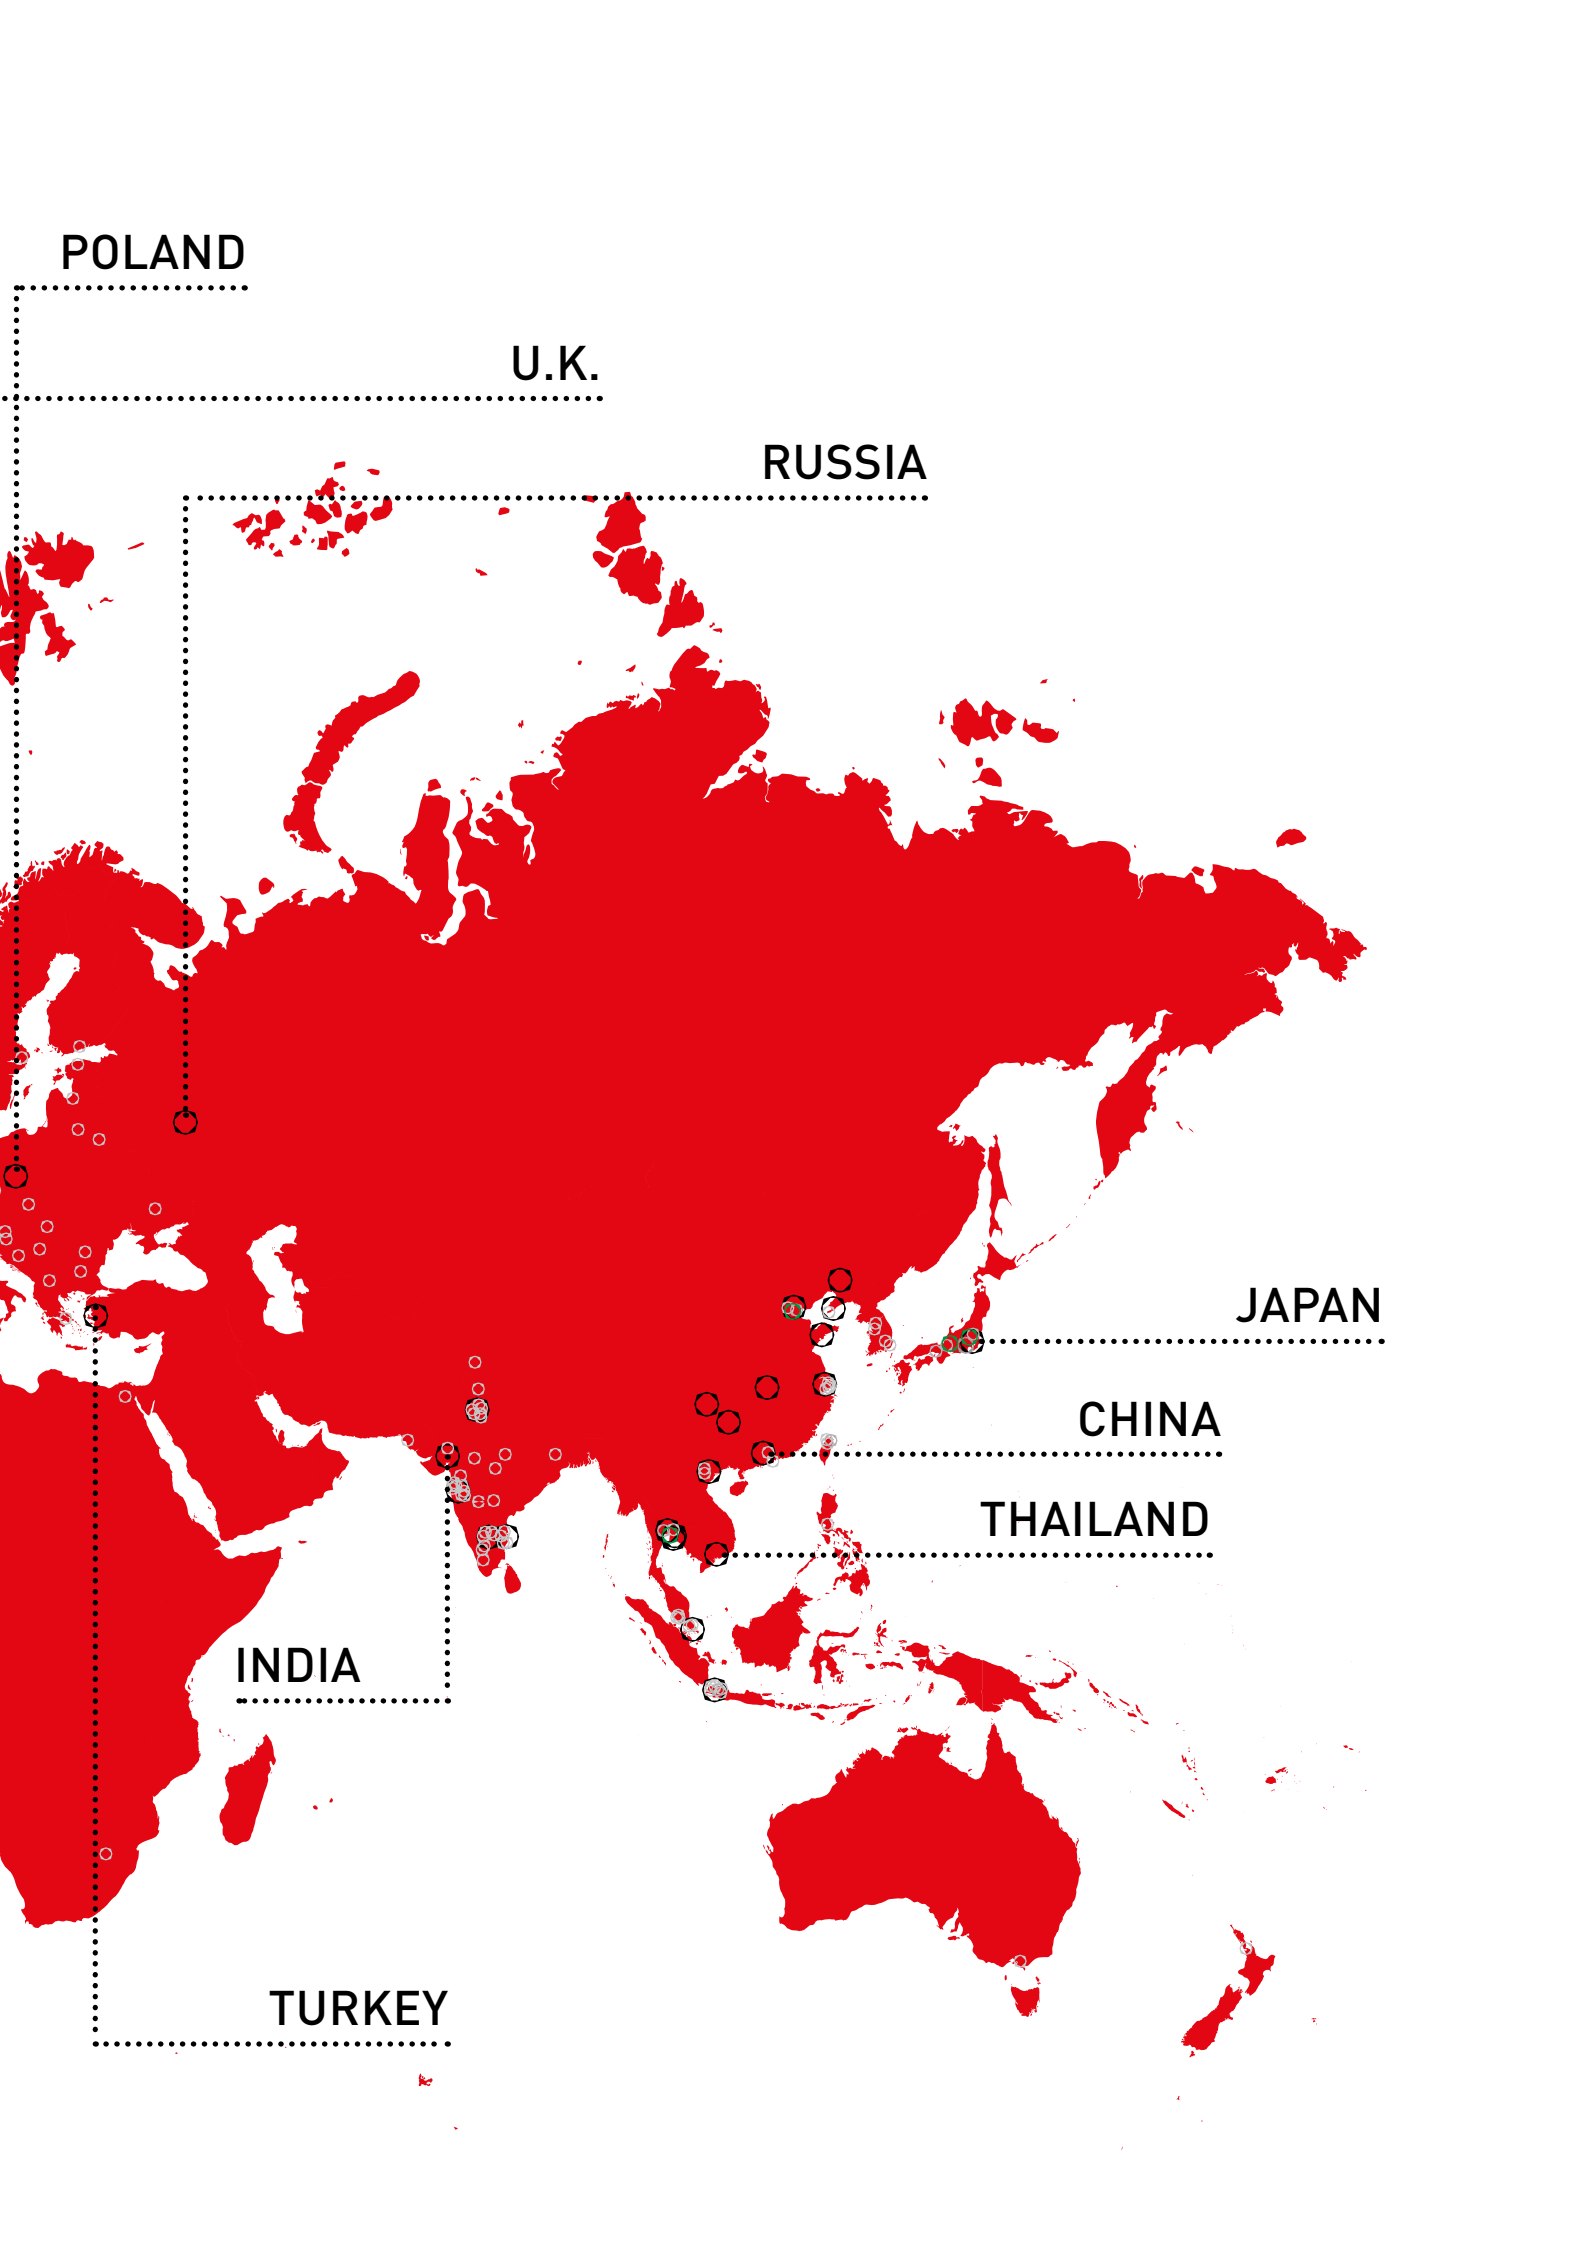 POLAND
U.K.
RUSSIA
JAPAN
CHINA
THAILAND
INDIA
TURKEY